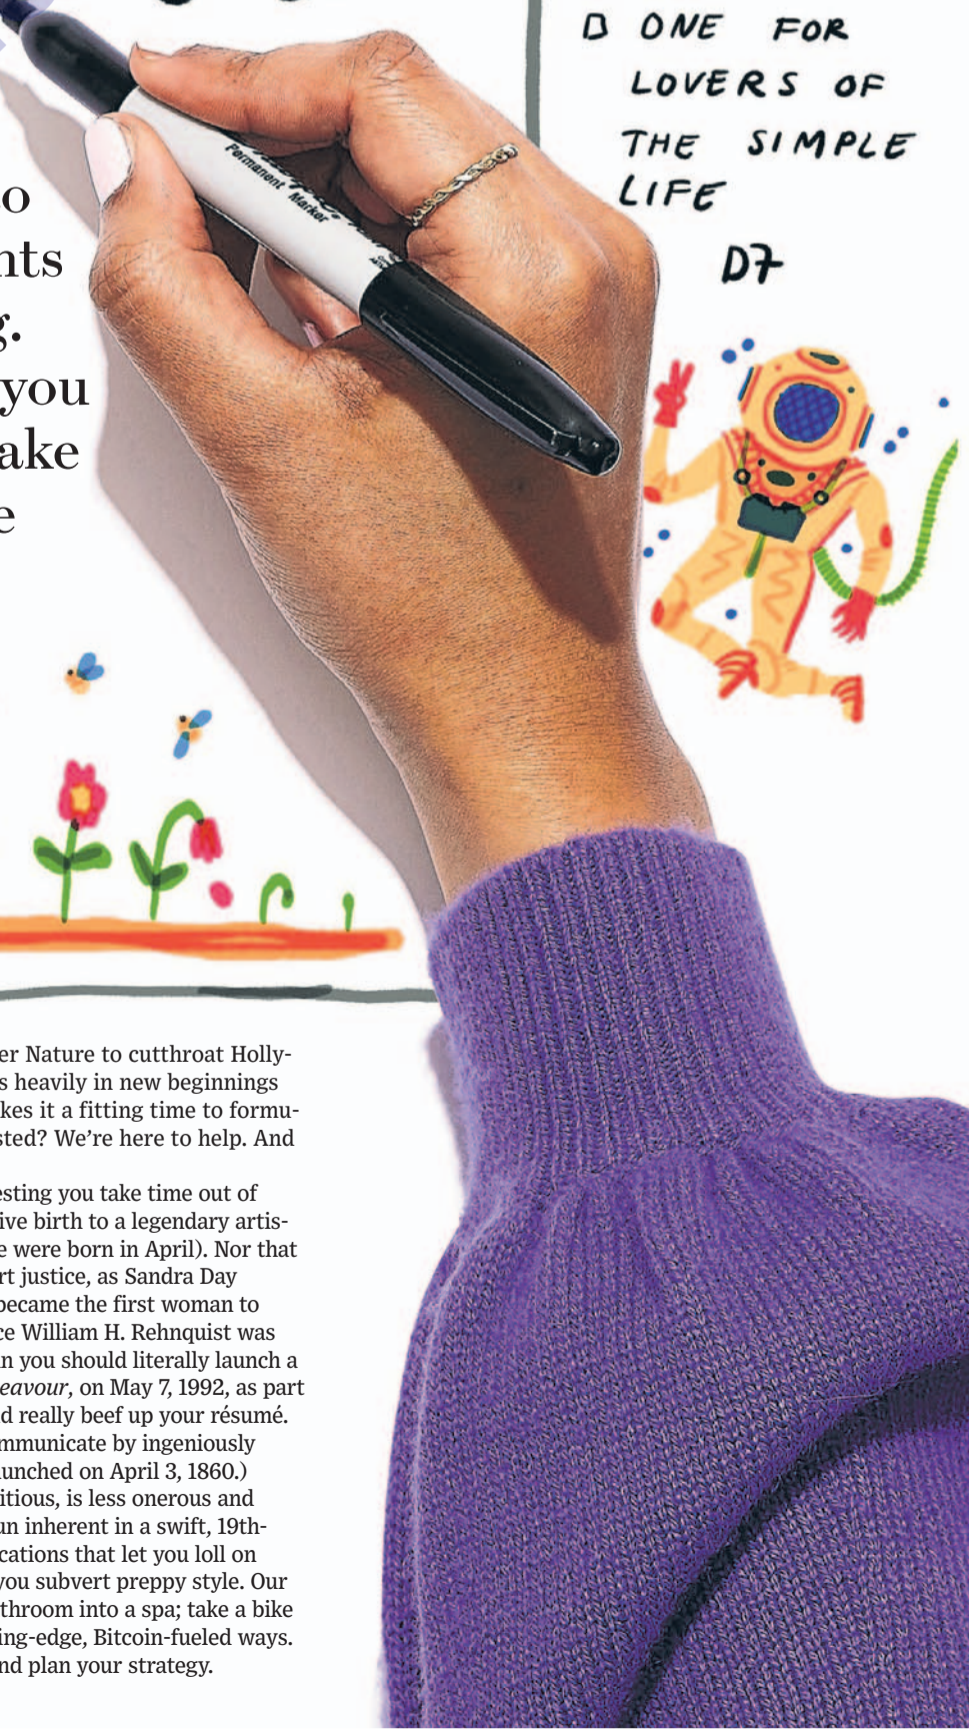 ONE FOR
LOVERS OF
THE SIMPLE
LIFE
D7
Permanent Marker
you
er Nature to cutthroat Holly-
s heavily in new beginnings
kes it a fitting time to formu-
sted? We're here to help. And
esting you take time out of
ive birth to a legendary artis-
e were born in April). Nor that
rt justice, as Sandra Day
became the first woman to
ce William H. Rehnquist was
n you should literally launch a
eavour, on May 7, 1992, as part
d really beef up your résumé.
mmunicate by ingeniously
unched on April 3, 1860.)
itious, is less onerous and
un inherent in a swift, 19th-
cations that let you loll on
you subvert preppy style. Our
throom into a spa; take a bike
ing-edge, Bitcoin-fueled ways.
nd plan your strategy.